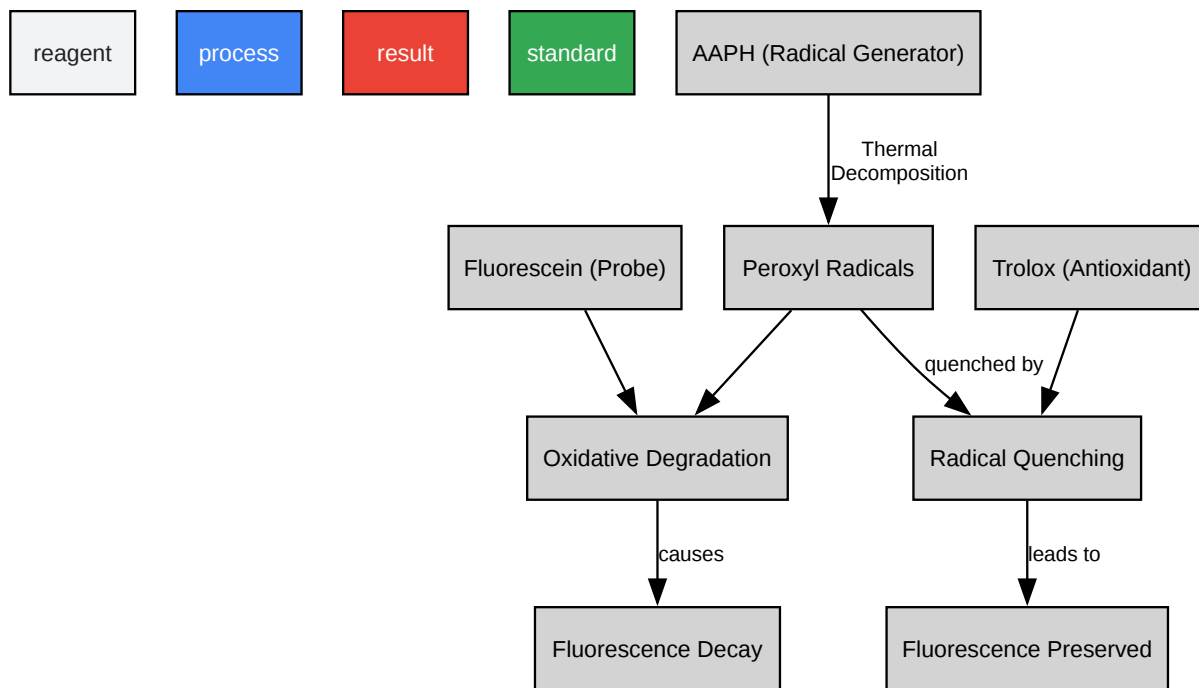 reagent
process
result
standard
AAPH (Radical Generator)
Thermal
Decomposition
Fluorescein (Probe)
Peroxyl Radicals
Trolox (Antioxidant)
quenched by
Oxidative Degradation
Radical Quenching
causes
leads to
Fluorescence Decay
Fluorescence Preserved